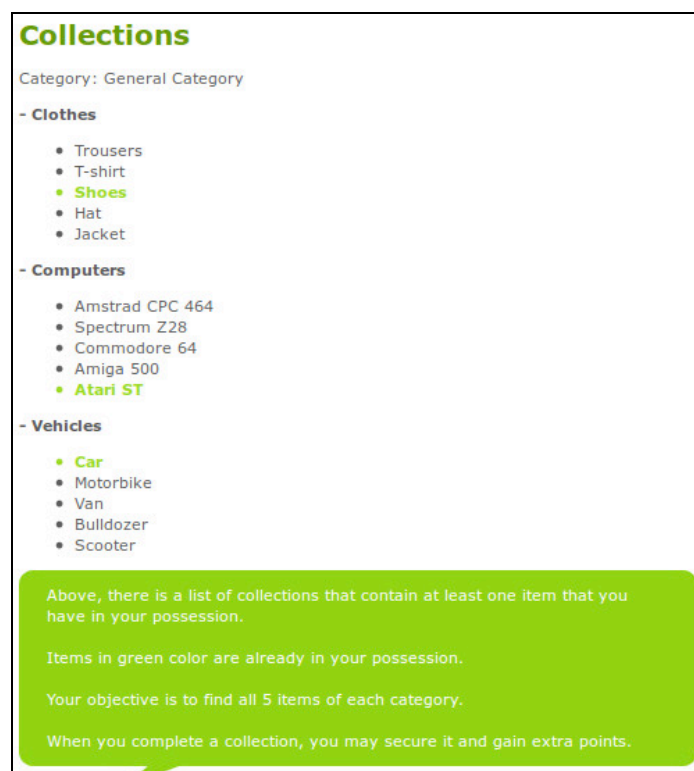 Collections
Category: General Category
- Clothes
• Trousers
• T-shirt
• Shoes
• Hat
• Jacket
- Computers
• Amstrad CPC 464
• Spectrum Z28
• Commodore 64
• Amiga 500
• Atari ST
- Vehicles
• Car
• Motorbike
• Van
• Bulldozer
• Scooter
Above, there is a list of collections that contain at least one item that you
have in your possession.
Items in green color are already in your possession.
Your objective is to find all 5 items of each category.
When you complete a collection, you may secure it and gain extra points.